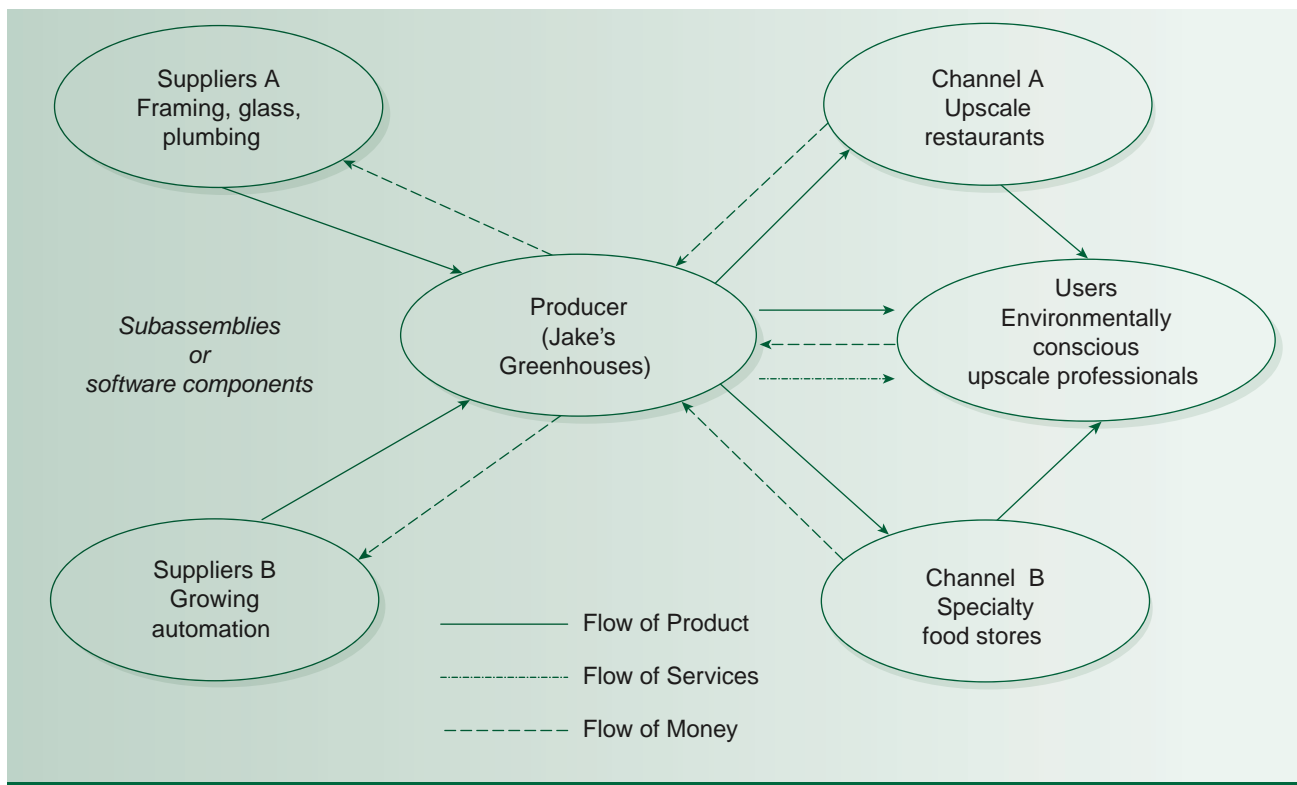 Suppliers A
Framing, glass,
plumbing
Channel A
Upscale
restaurants
Subassemblies
or
software components
Producer
(Jake’s
Greenhouses)
Users
Environmentally
conscious
upscale professionals
Suppliers B
Growing
automation
Channel B
Specialty
food stores
Flow of Product
Flow of Services
Flow of Money